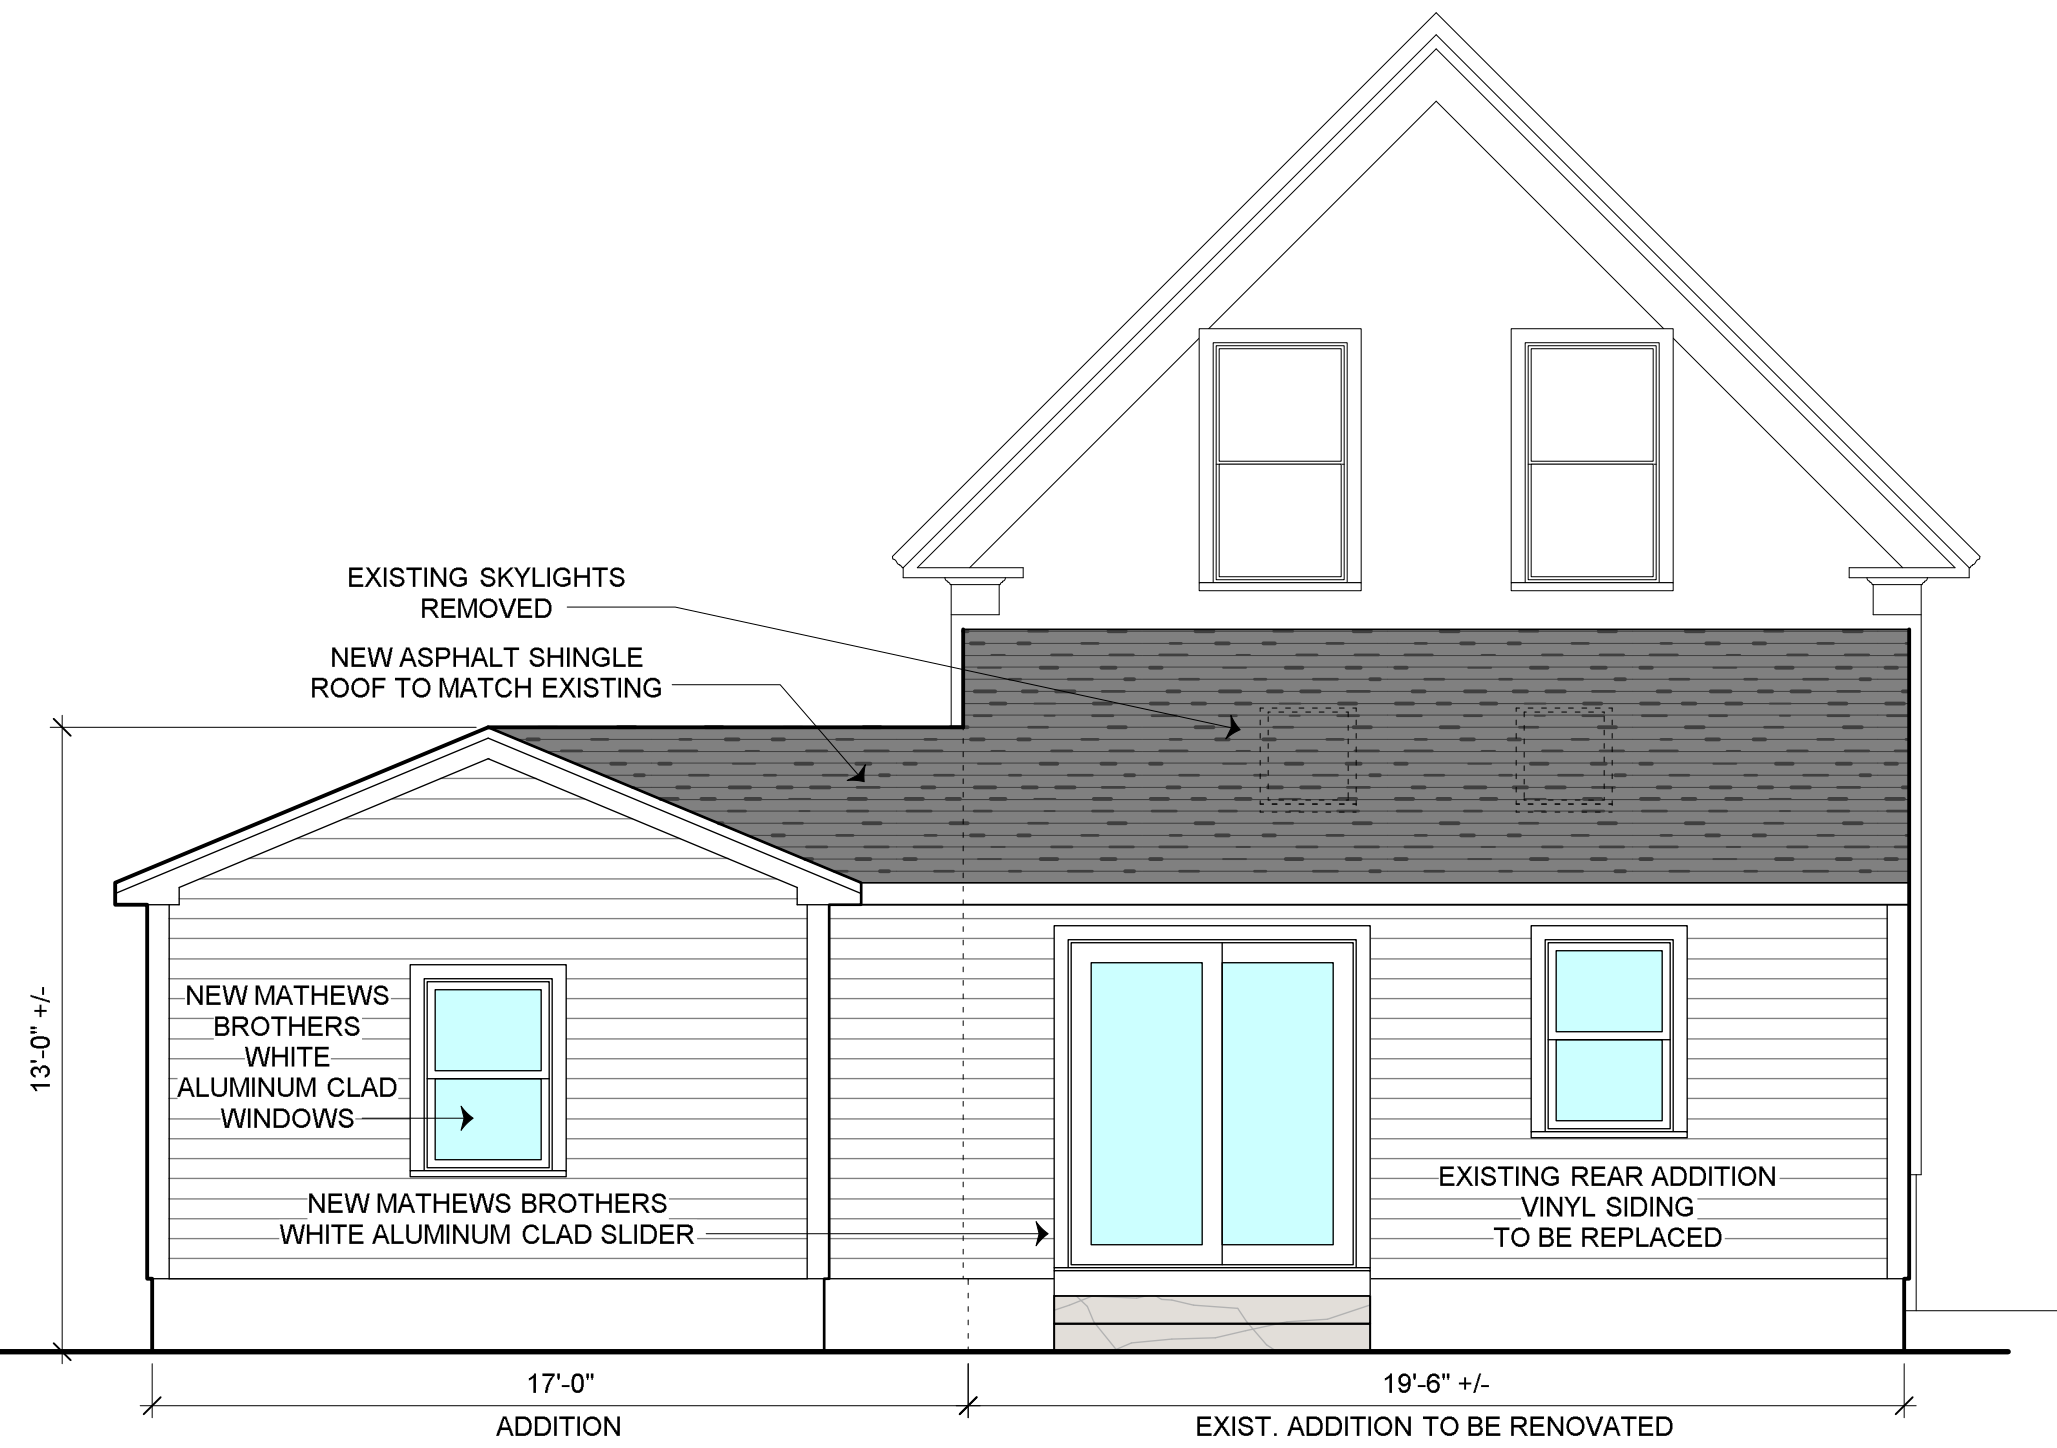 EXISTING SKYLIGHTS
REMOVED
NEW ASPHALT SHINGLE
ROOF TO MATCH EXISTING
13'-0" +/-
NEW MATHEWS
BROTHERS
WHITE
ALUMINUM CLAD
WINDOWS
NEW MATHEWS BROTHERS
WHITE ALUMINUM CLAD SLIDER
EXISTING REAR ADDITION
VINYL SIDING
TO BE REPLACED
17'-0"
ADDITION
19'-6" +/-
EXIST. ADDITION TO BE RENOVATED